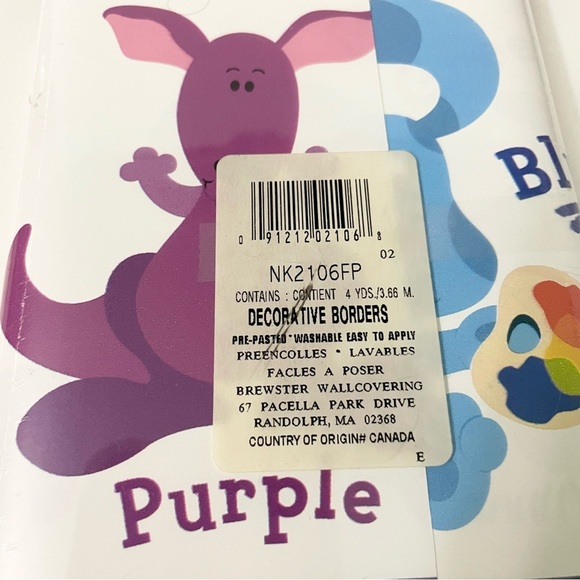 Bl
0 91212 02106 8
02
NK2106FP
CONTAINS : CONTIENT 4 YDS./3.66 M.
DECORATIVE BORDERS
PRE-PASTED * WASHABLE EASY TO APPLY
PREENCOLLES * LAVABLES
FACLES A POSER
BREWSTER WALLCOVERING
67 PACELLA PARK DRIVE
RANDOLPH, MA 02368
COUNTRY OF ORIGIN# CANADA
E
Purple